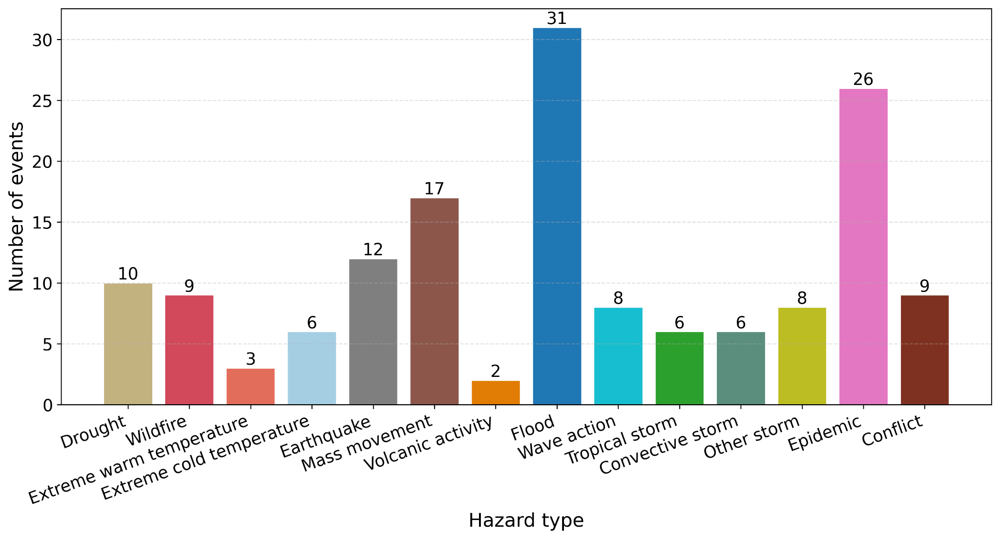 31
30
26
25
20
17
15
12
10
10
9
9
8
8
6
6
6
5
3
2
0
Number of events
Drought
Wildfire
Extreme warm temperature
Extreme cold temperature
Earthquake
Mass movement
Volcanic activity
Flood
Wave action
Tropical storm
Convective storm
Other storm
Epidemic
Conflict
Hazard type